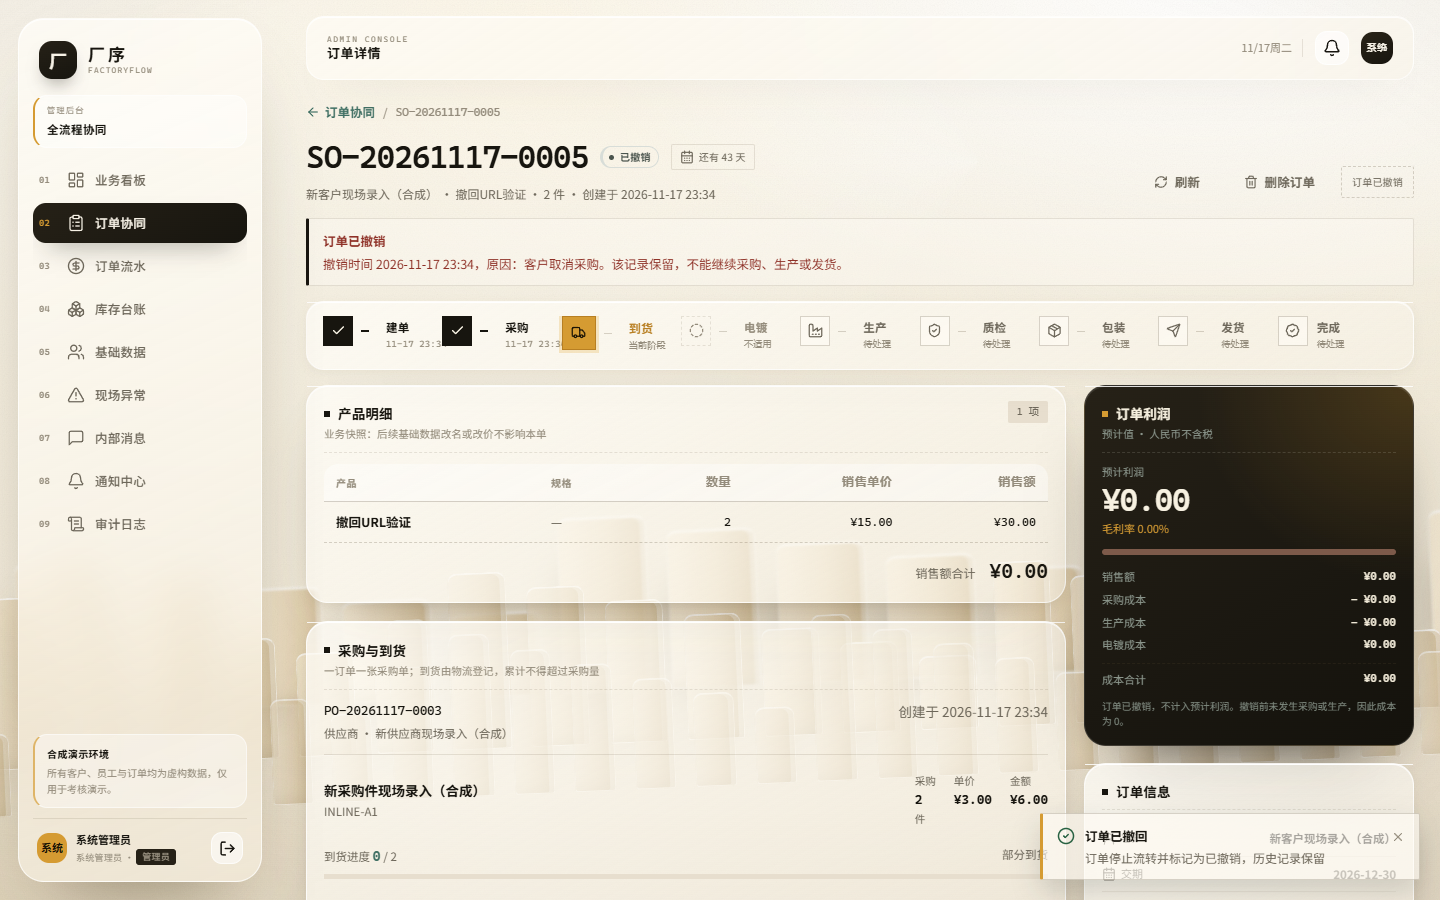 厂序
FACTORYFLOW
管理后台
全流程协同
01 业务看板
02 订单协同
03 订单流水
04 库存台账
05 基础数据
06 现场异常
07 内部消息
08 通知中心
09 审计日志
合成演示环境
所有客户、员工与订单均为虚构数据，仅
用于考核演示。
系统
系统管理员
系统管理员 · 管理员
ADMIN CONSOLE
订单详情
11/17周二
系统
订单协同 / SO-20261117-0005
SO-20261117-0005
已撤销
还有 43 天
新客户现场录入（合成） · 撤回URL验证 · 2 件 · 创建于 2026-11-17 23:34
刷新
删除订单
订单已撤销
订单已撤销
撤销时间 2026-11-17 23:34，原因：客户取消采购。该记录保留，不能继续采购、生产或发货。
建单
11-17 23:3
采购
11-17 23:3
到货
当前阶段
电镀
不适用
生产
待处理
质检
待处理
包装
待处理
发货
待处理
完成
待处理
产品明细
1 项
业务快照：后续基础数据改名或改价不影响本单
产品 规格 数量 销售单价 销售额
撤回URL验证 — 2 ¥15.00 ¥30.00
销售额合计 ¥0.00
采购与到货
一订单一张采购单；到货由物流登记，累计不得超过采购量
PO-20261117-0003
创建于 2026-11-17 23:34
供应商 · 新供应商现场录入（合成）
新采购件现场录入（合成）
INLINE-A1
采购 单价 金额
2 ¥3.00 ¥6.00
件
到货进度 0 / 2
部分到货
订单利润
预计值 · 人民币不含税
预计利润
¥0.00
毛利率 0.00%
销售额 ¥0.00
采购成本 − ¥0.00
生产成本 − ¥0.00
电镀成本 ¥0.00
成本合计 ¥0.00
订单已撤销，不计入预计利润。撤销前未发生采购或生产，因此成本
为 0。
订单信息
新客户现场录入（合成）
交期 2026-12-30
订单已撤回
订单停止流转并标记为已撤销，历史记录保留